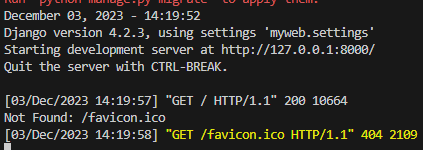 Run 'python manage.py migrate' to apply them.
December 03, 2023 - 14:19:52
Django version 4.2.3, using settings 'myweb.settings'
Starting development server at http://127.0.0.1:8000/
Quit the server with CTRL-BREAK.
[03/Dec/2023 14:19:57] "GET / HTTP/1.1" 200 10664
Not Found: /favicon.ico
[03/Dec/2023 14:19:58] "GET /favicon.ico HTTP/1.1" 404 2109